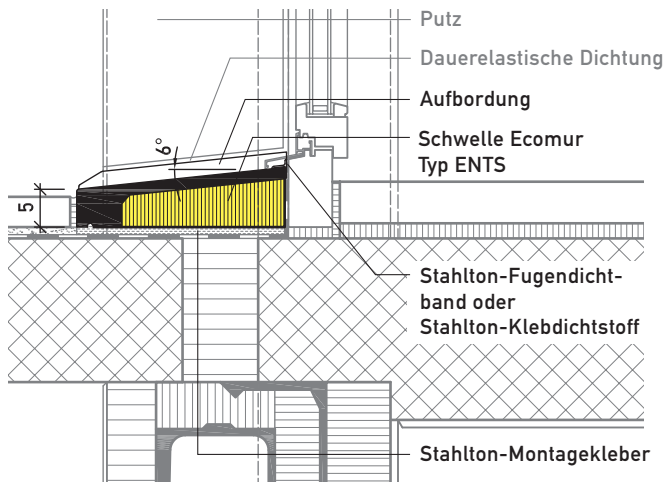 Putz
Dauerelastische Dichtung
Aufbordung
6°
Schwelle Ecomur
Typ ENTS
5
Stahlton-Fugendicht-
band oder
Stahlton-Klebdichtstoff
Stahlton-Montagekleber